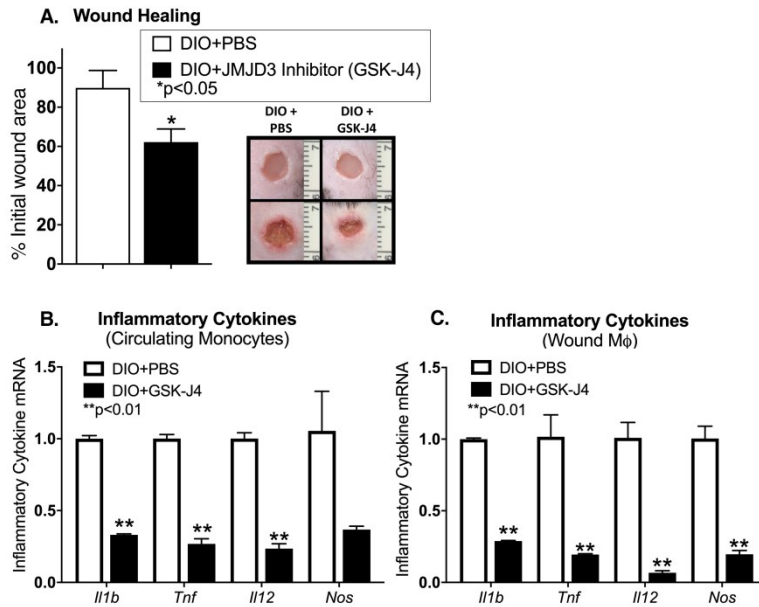 A. Wound Healing
DIO+PBS
DIO+JMJD3 Inhibitor (GSK-J4)
*p<0.05
% Initial wound area
100
80
60
40
20
0
*
DIO + PBS
DIO + GSK-J4
7
7
6
6
B. Inflammatory Cytokines
(Circulating Monocytes)
DIO+PBS
DIO+GSK-J4
**p<0.01
Inflammatory Cytokine mRNA
1.5
1.0
0.5
0.0
**
**
**
Il1b Tnf Il12 Nos
C. Inflammatory Cytokines
(Wound Mϕ)
DIO+PBS
DIO+GSK-J4
**p<0.01
Inflammatory Cytokine mRNA
1.5
1.0
0.5
0.0
**
**
**
**
Il1b Tnf Il12 Nos